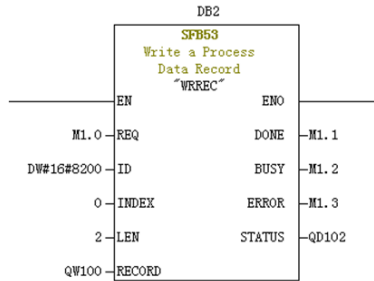 DB2
SFB53
Write a Process
Data Record
"WRREC"
EN ENO
M1.0 REQ DONE M1.1
DW#16#8200 ID BUSY M1.2
0 INDEX ERROR M1.3
2 LEN STATUS QD102
QW100 RECORD